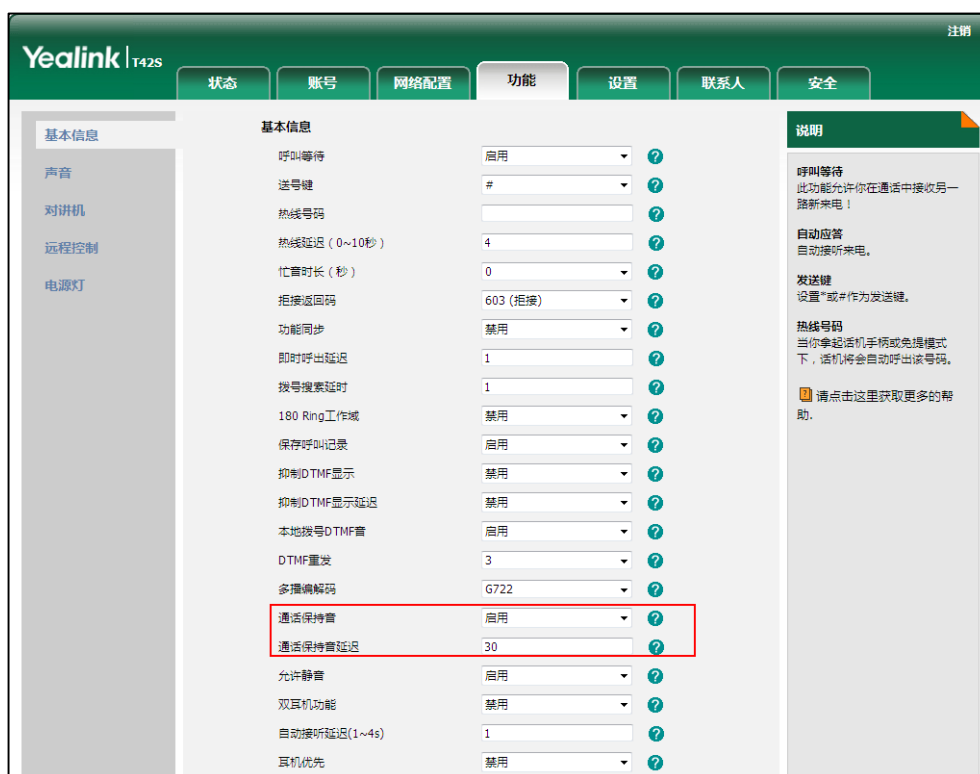 注销
Yealink | T42S
状态 账号 网络配置 功能 设置 联系人 安全
基本信息
声音
对讲机
远程控制
电源灯
基本信息
呼叫等待 启用
送号键 #
热线号码
热线延迟（0~10秒） 4
忙音时长（秒） 0
拒接返回码 603 (拒接)
功能同步 禁用
即时呼出延迟 1
拨号搜索延时 1
180 Ring工作域 禁用
保存呼叫记录 启用
抑制DTMF显示 禁用
抑制DTMF显示延迟 禁用
本地拨号DTMF音 启用
DTMF重发 3
多播编解码 G722
通话保持音 启用
通话保持音延迟 30
允许静音 启用
双耳机功能 禁用
自动接听延迟(1~4s) 1
耳机优先 禁用
说明
呼叫等待
此功能允许你在通话中接收另一
路新来电！
自动应答
自动接听来电。
发送键
设置*或#作为发送键。
热线号码
当你拿起话机手柄或免提模式
下，话机将会自动呼出该号码。
请点击这里获取更多的帮
助.